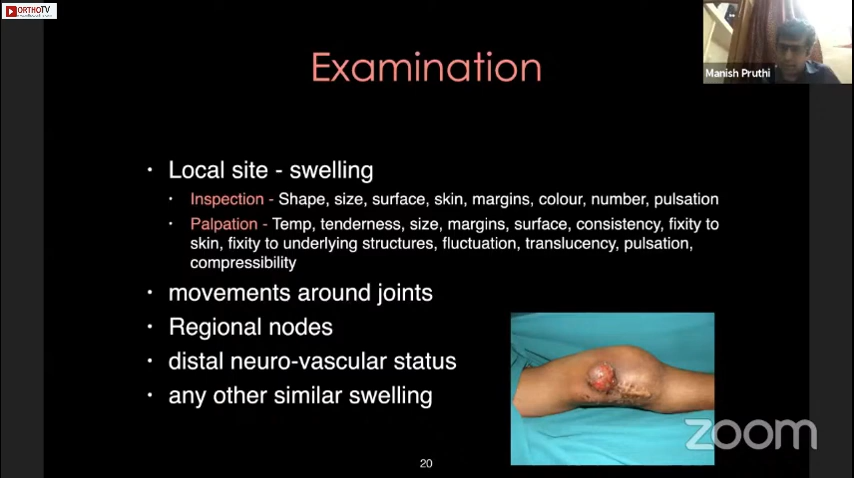 ORTHOTV
Manish Pruthi
Examination
• Local site - swelling
• Inspection - Shape, size, surface, skin, margins, colour, number, pulsation
• Palpation - Temp, tenderness, size, margins, surface, consistency, fixity to
skin, fixity to underlying structures, fluctuation, translucency, pulsation,
compressibility
• movements around joints
• Regional nodes
• distal neuro-vascular status
• any other similar swelling
zoom
20